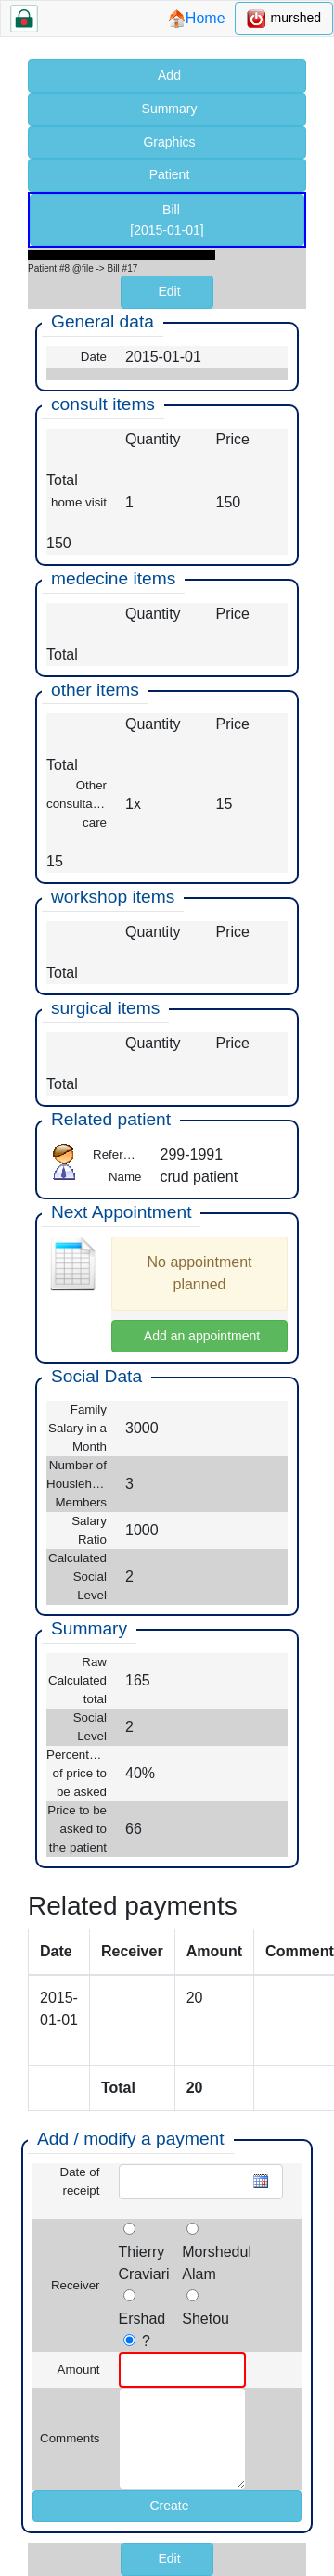 Home murshed
Add
Summary
Graphics
Patient
Bill
[2015-01-01]
Patient #8 @file -> Bill #17
Edit
General data
Date 2015-01-01
consult items
Quantity Price
Total
home visit 1 150
150
medecine items
Quantity Price
Total
other items
Quantity Price
Total
Other
consulta... 1x 15
care
15
workshop items
Quantity Price
Total
surgical items
Quantity Price
Total
Related patient
Refer... 299-1991
Name crud patient
Next Appointment
No appointment
planned
Add an appointment
Social Data
Family
Salary in a 3000
Month
Number of
Housleh... 3
Members
Salary
Ratio 1000
Calculated
Social 2
Level
Summary
Raw
Calculated 165
total
Social
Level 2
Percent...
of price to 40%
be asked
Price to be
asked to 66
the patient
Related payments
Date Receiver Amount Comment
2015-
01-01 20
Total 20
Add / modify a payment
Date of
receipt
Receiver
Thierry Morshedul
Craviari Alam
Ershad Shetou
?
Amount
Comments
Create
Edit